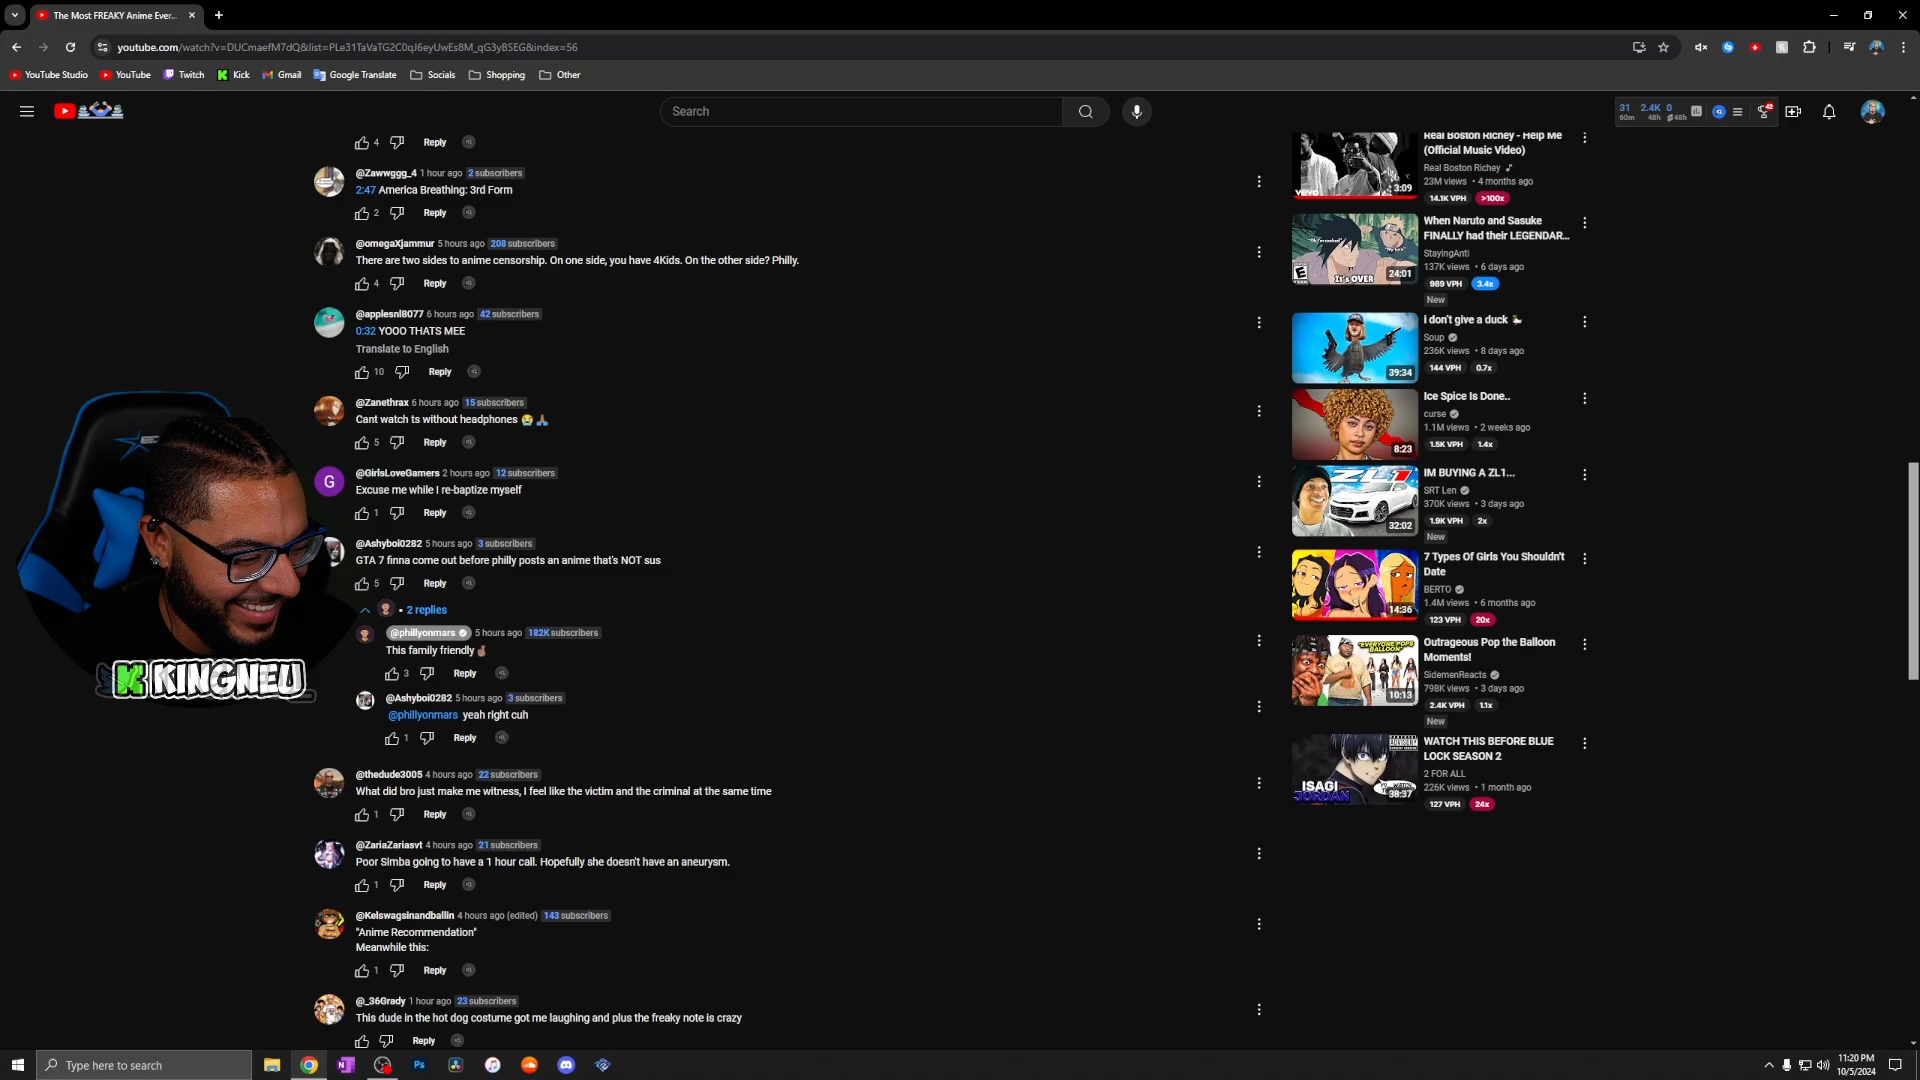 The Most FREAKY Anime Ever...
youtube.com/watch?v=DUCmaefM7dQ&list=PLe31TaVaTG2C0qJ6eyUwEs8M_qG3yBSEG&index=56
YouTube Studio
YouTube
Twitch
Kick
Gmail
Google Translate
Socials
Shopping
Other
Search
31 2.4K 0
60m 48h 48h
42
4 Reply
@Zawwggg_4 1 hour ago 2 subscribers
2:47 America Breathing: 3rd Form
2 Reply
@omegaXjammur 5 hours ago 208 subscribers
There are two sides to anime censorship. On one side, you have 4Kids. On the other side? Philly.
4 Reply
@applesnl8077 6 hours ago 42 subscribers
0:32 YOOO THATS MEE
Translate to English
10 Reply
@Zanethrax 6 hours ago 15 subscribers
Cant watch ts without headphones 😭🙏🏽
5 Reply
G
@GirlsLoveGamers 2 hours ago 12 subscribers
Excuse me while I re-baptize myself
1 Reply
@Ashyboi0282 5 hours ago 3 subscribers
GTA 7 finna come out before philly posts an anime that's NOT sus
5 Reply
• 2 replies
@phillyonmars 5 hours ago 182K subscribers
This family friendly🤞🏽
3 Reply
@Ashyboi0282 5 hours ago 3 subscribers
@phillyonmars yeah right cuh
1 Reply
@thedude3005 4 hours ago 22 subscribers
What did bro just make me witness, I feel like the victim and the criminal at the same time
1 Reply
@ZariaZariasvt 4 hours ago 21 subscribers
Poor Simba going to have a 1 hour call. Hopefully she doesn't have an aneurysm.
1 Reply
@Kelswagsinandballin 4 hours ago (edited) 143 subscribers
"Anime Recommendation"
Meanwhile this:
1 Reply
@_36Grady 1 hour ago 23 subscribers
This dude in the hot dog costume got me laughing and plus the freaky note is crazy
Reply
K KINGNEU
vevo
3:09
Real Boston Richey - Help Me
(Official Music Video)
Real Boston Richey
23M views • 4 months ago
14.1K VPH >100x
It's OVER
24:01
When Naruto and Sasuke
FINALLY had their LEGENDAR...
StayingAnti
137K views • 6 days ago
989 VPH 3.4x
New
39:34
i don't give a duck 🦆
Soup
236K views • 8 days ago
144 VPH 0.7x
8:23
Ice Spice Is Done..
curse
1.1M views • 2 weeks ago
1.5K VPH 1.4x
ZL1
32:02
IM BUYING A ZL1...
SRT Len
370K views • 3 days ago
1.9K VPH 2x
New
14:36
7 Types Of Girls You Shouldn't
Date
BERTO
1.4M views • 6 months ago
123 VPH 20x
"EVERYONE POPS
BALLOON"
10:13
Outrageous Pop the Balloon
Moments!
SidemenReacts
798K views • 3 days ago
2.4K VPH 1.1x
New
ISAGI
JORDAN
38:37
WATCH THIS BEFORE BLUE
LOCK SEASON 2
2 FOR ALL
226K views • 1 month ago
127 VPH 24x
Type here to search
Ps
11:20 PM
10/5/2024